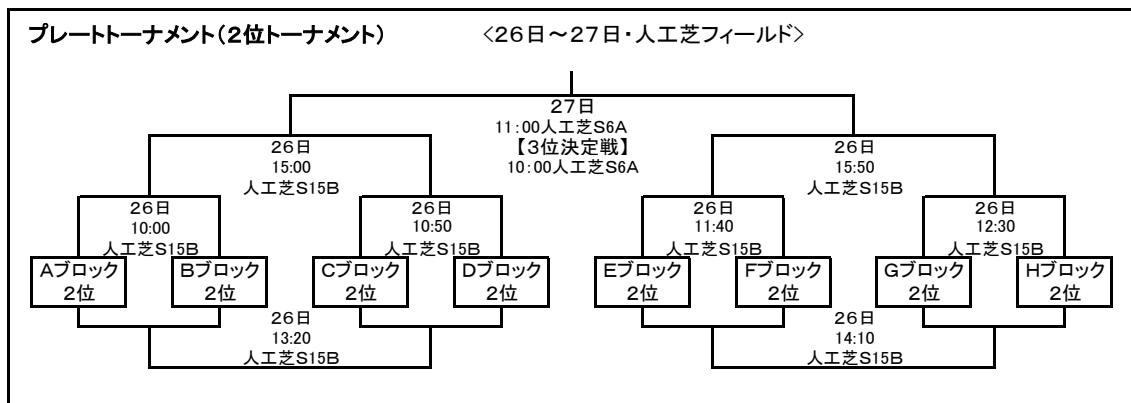 プレートトーナメント（２位トーナメント） ＜２６日～２７日・人工芝フィールド＞
２７日
11：00人工芝S6A
【３位決定戦】
10：00人工芝S6A
２６日
15:00
人工芝S15B
２６日
15:50
人工芝S15B
２６日
10:00
人工芝S15B
２６日
10:50
人工芝S15B
２６日
11:40
人工芝S15B
２６日
12:30
人工芝S15B
Aブロック
２位
Bブロック
２位
Cブロック
２位
Dブロック
２位
Eブロック
２位
Fブロック
２位
Gブロック
２位
Hブロック
２位
２６日
13:20
人工芝S15B
２６日
14:10
人工芝S15B